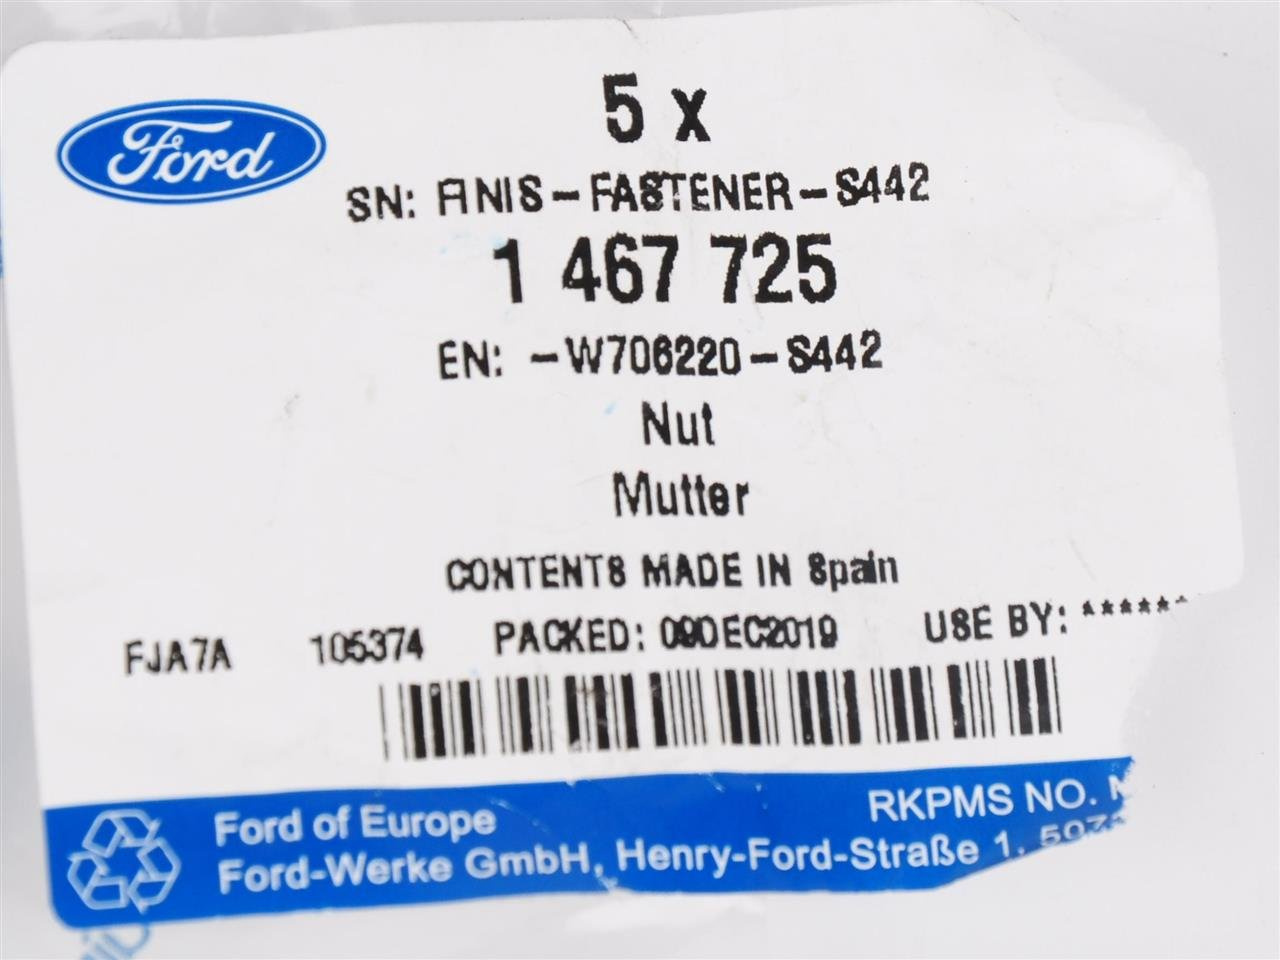 Ford
5 x
SN: FINIS-FASTENER-S442
1 467 725
EN: -W706220-S442
Nut
Mutter
CONTENTS MADE IN Spain
FJA7A 105374 PACKED: 09DEC2019 USE BY: ******
Ford of Europe RKPMS NO.
Ford-Werke GmbH, Henry-Ford-Straße 1,